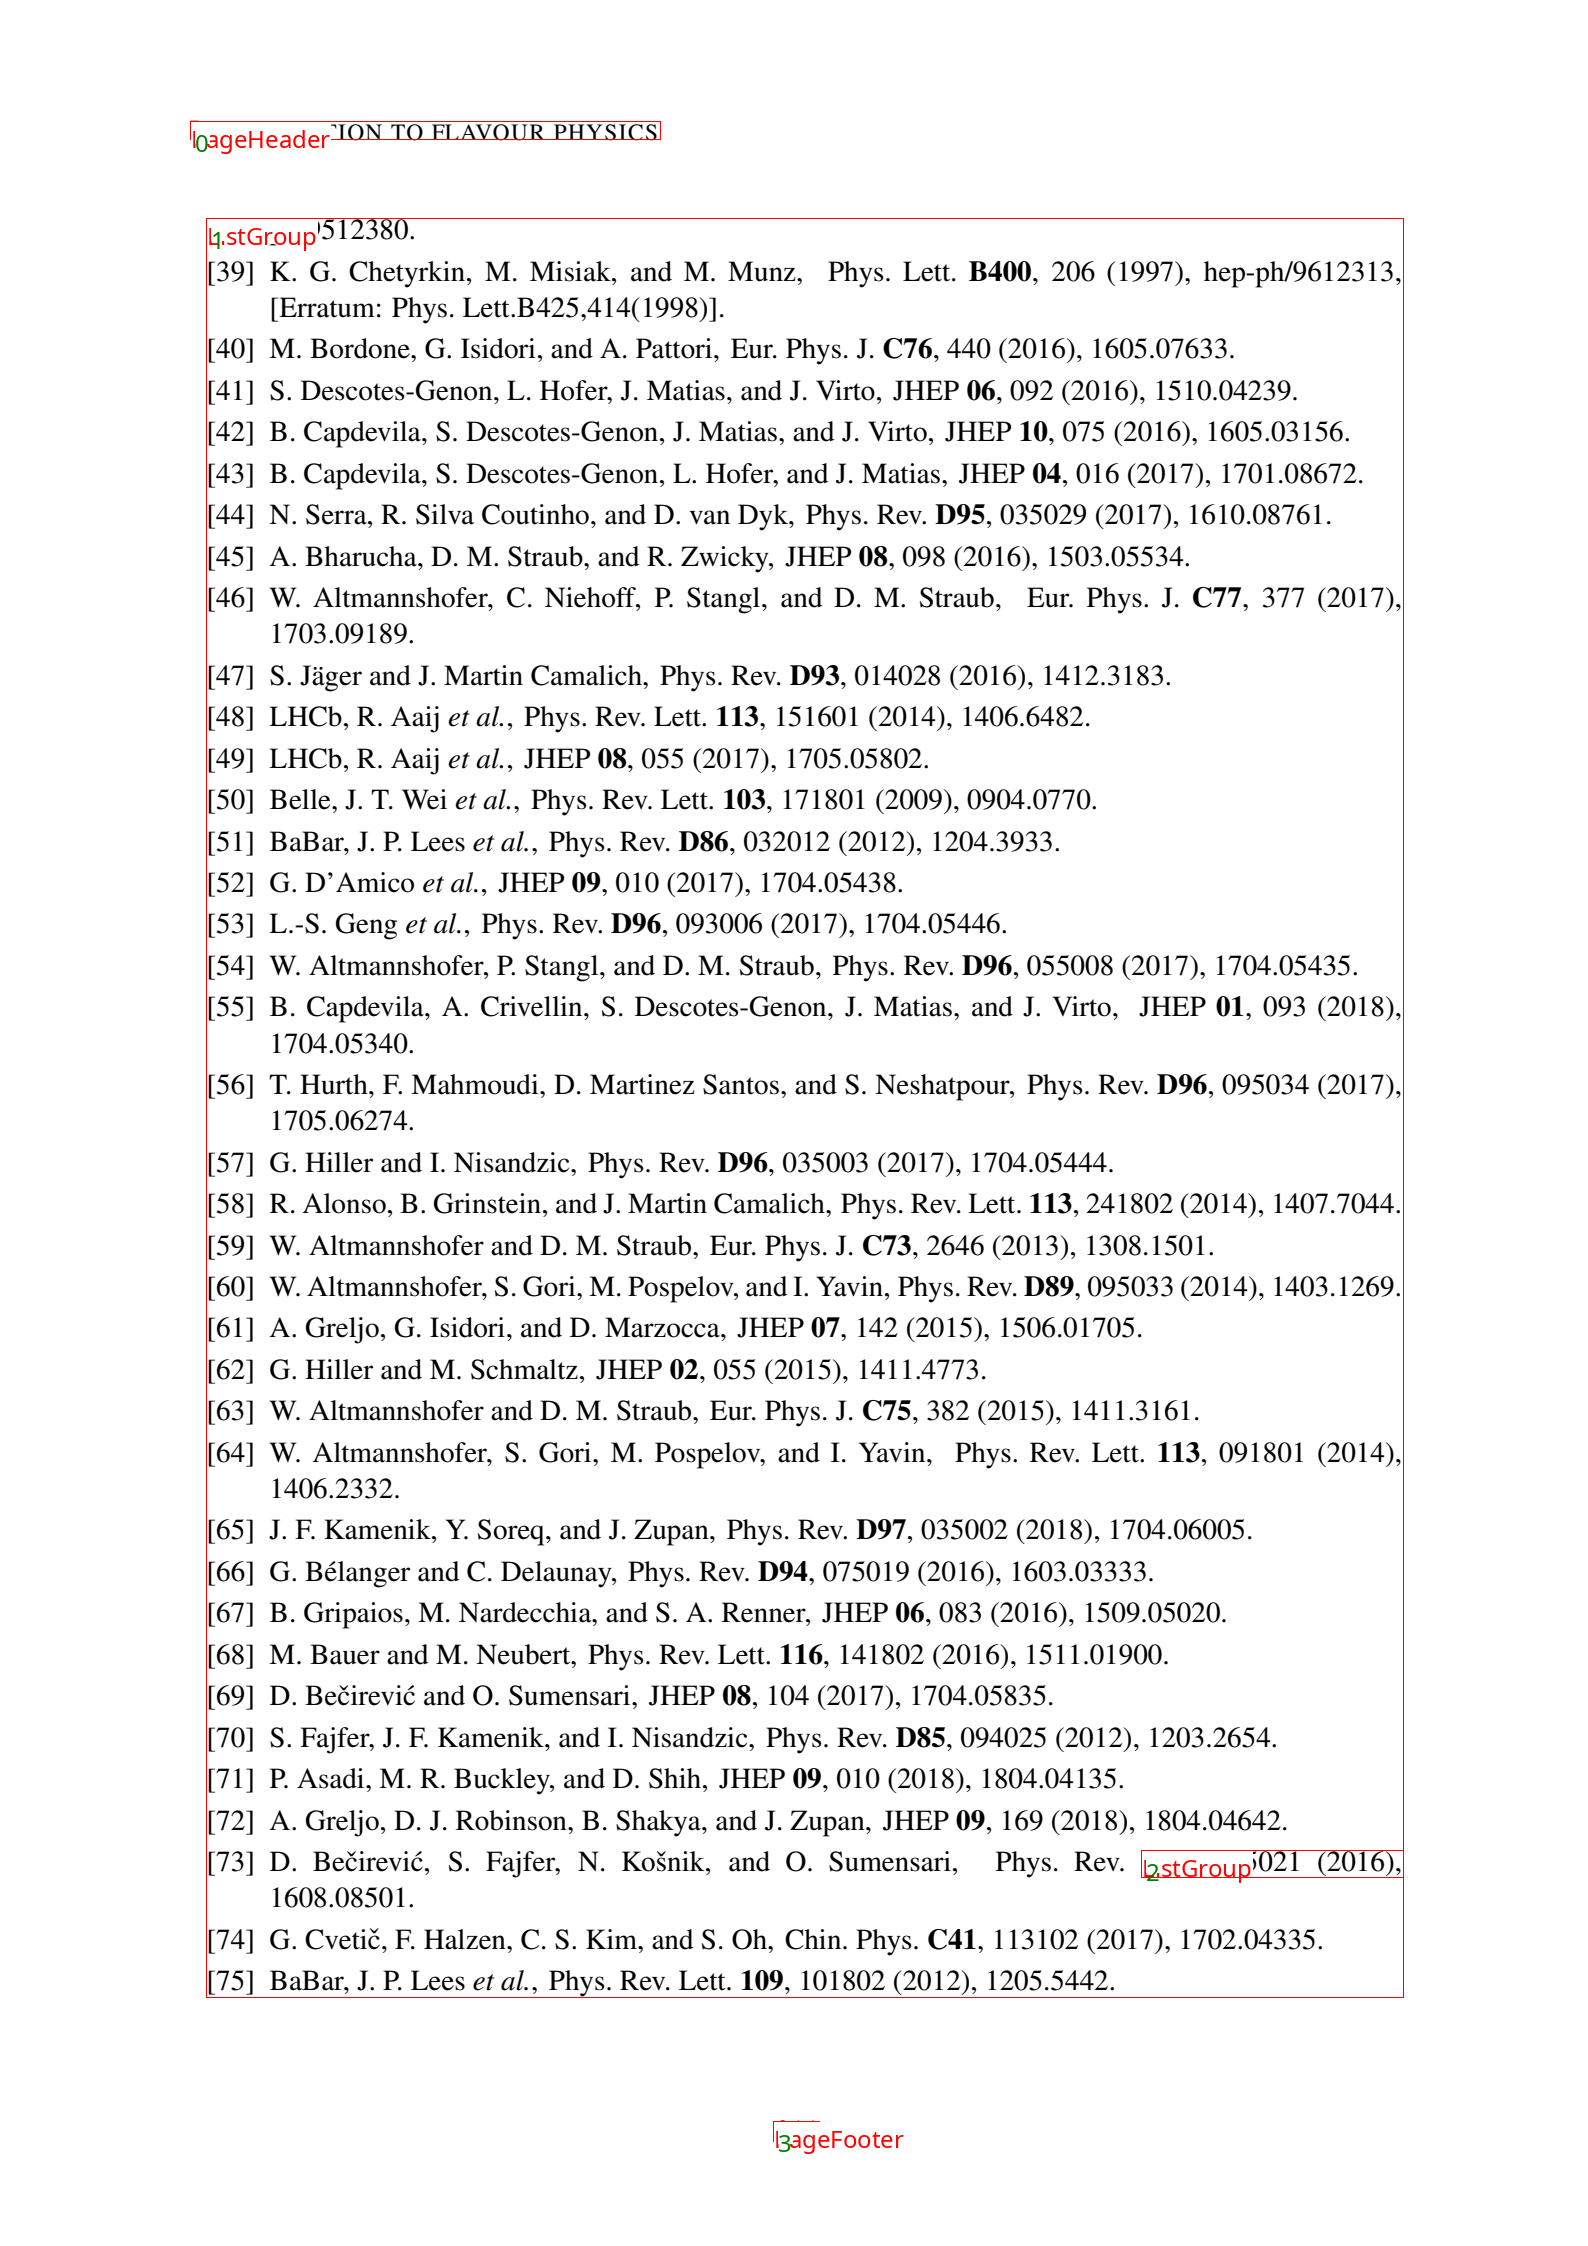 PageHeader
0
TION TO FLAVOUR PHYSICS
ListGroup
1
9512380.
[39] K. G. Chetyrkin, M. Misiak, and M. Munz, Phys. Lett. B400, 206 (1997), hep-ph/9612313,
[Erratum: Phys. Lett.B425,414(1998)].
[40] M. Bordone, G. Isidori, and A. Pattori, Eur. Phys. J. C76, 440 (2016), 1605.07633.
[41] S. Descotes-Genon, L. Hofer, J. Matias, and J. Virto, JHEP 06, 092 (2016), 1510.04239.
[42] B. Capdevila, S. Descotes-Genon, J. Matias, and J. Virto, JHEP 10, 075 (2016), 1605.03156.
[43] B. Capdevila, S. Descotes-Genon, L. Hofer, and J. Matias, JHEP 04, 016 (2017), 1701.08672.
[44] N. Serra, R. Silva Coutinho, and D. van Dyk, Phys. Rev. D95, 035029 (2017), 1610.08761.
[45] A. Bharucha, D. M. Straub, and R. Zwicky, JHEP 08, 098 (2016), 1503.05534.
[46] W. Altmannshofer, C. Niehoff, P. Stangl, and D. M. Straub, Eur. Phys. J. C77, 377 (2017),
1703.09189.
[47] S. Jäger and J. Martin Camalich, Phys. Rev. D93, 014028 (2016), 1412.3183.
[48] LHCb, R. Aaij et al., Phys. Rev. Lett. 113, 151601 (2014), 1406.6482.
[49] LHCb, R. Aaij et al., JHEP 08, 055 (2017), 1705.05802.
[50] Belle, J. T. Wei et al., Phys. Rev. Lett. 103, 171801 (2009), 0904.0770.
[51] BaBar, J. P. Lees et al., Phys. Rev. D86, 032012 (2012), 1204.3933.
[52] G. D'Amico et al., JHEP 09, 010 (2017), 1704.05438.
[53] L.-S. Geng et al., Phys. Rev. D96, 093006 (2017), 1704.05446.
[54] W. Altmannshofer, P. Stangl, and D. M. Straub, Phys. Rev. D96, 055008 (2017), 1704.05435.
[55] B. Capdevila, A. Crivellin, S. Descotes-Genon, J. Matias, and J. Virto, JHEP 01, 093 (2018),
1704.05340.
[56] T. Hurth, F. Mahmoudi, D. Martinez Santos, and S. Neshatpour, Phys. Rev. D96, 095034 (2017),
1705.06274.
[57] G. Hiller and I. Nisandzic, Phys. Rev. D96, 035003 (2017), 1704.05444.
[58] R. Alonso, B. Grinstein, and J. Martin Camalich, Phys. Rev. Lett. 113, 241802 (2014), 1407.7044.
[59] W. Altmannshofer and D. M. Straub, Eur. Phys. J. C73, 2646 (2013), 1308.1501.
[60] W. Altmannshofer, S. Gori, M. Pospelov, and I. Yavin, Phys. Rev. D89, 095033 (2014), 1403.1269.
[61] A. Greljo, G. Isidori, and D. Marzocca, JHEP 07, 142 (2015), 1506.01705.
[62] G. Hiller and M. Schmaltz, JHEP 02, 055 (2015), 1411.4773.
[63] W. Altmannshofer and D. M. Straub, Eur. Phys. J. C75, 382 (2015), 1411.3161.
[64] W. Altmannshofer, S. Gori, M. Pospelov, and I. Yavin, Phys. Rev. Lett. 113, 091801 (2014),
1406.2332.
[65] J. F. Kamenik, Y. Soreq, and J. Zupan, Phys. Rev. D97, 035002 (2018), 1704.06005.
[66] G. Bélanger and C. Delaunay, Phys. Rev. D94, 075019 (2016), 1603.03333.
[67] B. Gripaios, M. Nardecchia, and S. A. Renner, JHEP 06, 083 (2016), 1509.05020.
[68] M. Bauer and M. Neubert, Phys. Rev. Lett. 116, 141802 (2016), 1511.01900.
[69] D. Bečirević and O. Sumensari, JHEP 08, 104 (2017), 1704.05835.
[70] S. Fajfer, J. F. Kamenik, and I. Nisandzic, Phys. Rev. D85, 094025 (2012), 1203.2654.
[71] P. Asadi, M. R. Buckley, and D. Shih, JHEP 09, 010 (2018), 1804.04135.
[72] A. Greljo, D. J. Robinson, B. Shakya, and J. Zupan, JHEP 09, 169 (2018), 1804.04642.
[73] D. Bečirević, S. Fajfer, N. Košnik, and O. Sumensari, Phys. Rev. ListGroup 2 5021 (2016),
1608.08501.
[74] G. Cvetič, F. Halzen, C. S. Kim, and S. Oh, Chin. Phys. C41, 113102 (2017), 1702.04335.
[75] BaBar, J. P. Lees et al., Phys. Rev. Lett. 109, 101802 (2012), 1205.5442.
PageFooter
3